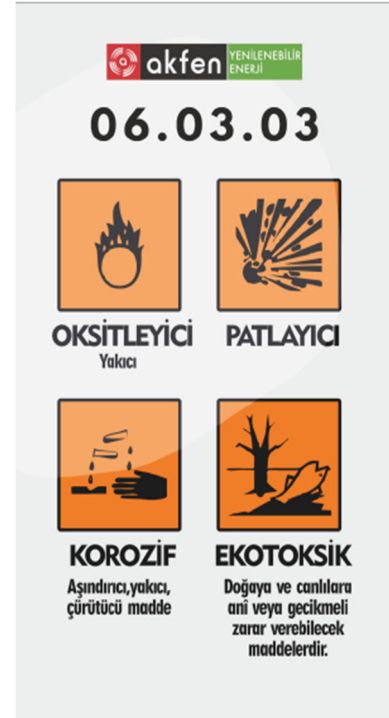 akfen YENİLENEBİLİR
ENERJİ
06.03.03
OKSİTLEYİCİ
Yakıcı
PATLAYICI
KOROZİF
Aşındırıcı,yakıcı,
çürütücü madde
EKOTOKSİK
Doğaya ve canlılara
ani veya gecikmeli
zarar verebilecek
maddelerdir.